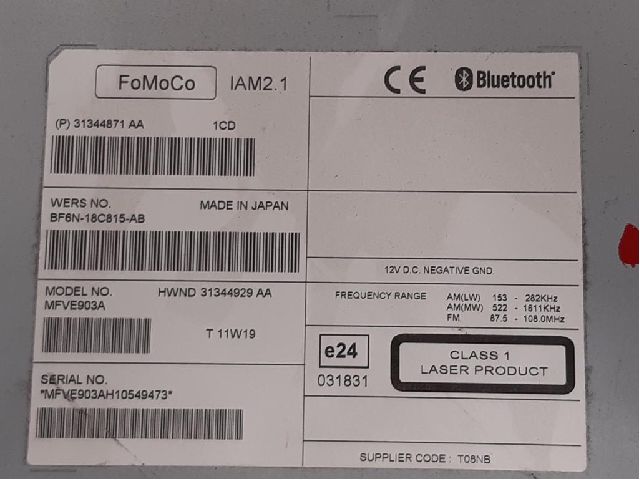 FoMoCo IAM2.1
(P) 31344871 AA 1CD
WERS NO. MADE IN JAPAN
BF6N-18C815-AB
MODEL NO. HWND 31344929 AA
MFVE903A
T 11W19
SERIAL NO.
*MFVE903AH10549473*
CE Bluetooth
12V D.C. NEGATIVE GND.
FREQUENCY RANGE AM(LW) 153 - 282KHz
AM(MW) 522 - 1611KHz
FM 87.5 - 108.0MHz
e24
031831
CLASS 1
LASER PRODUCT
SUPPLIER CODE : T08NB